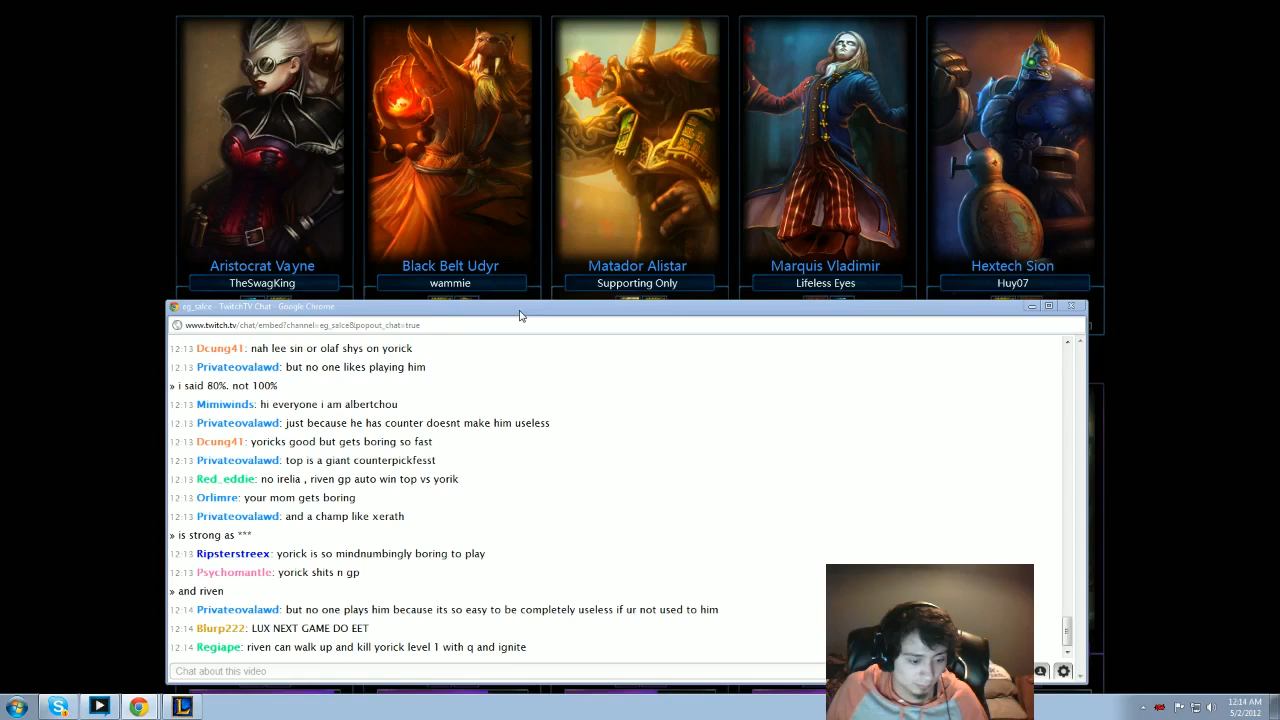 Aristocrat Vayne
Black Belt Udyr
Matador Alistar
Marquis Vladimir
Hextech Sion
TheSwagKing
wammie
Supporting Only
Lifeless Eyes
Huy07
eg_salce - TwitchTV Chat - Google Chrome
www.twitch.tv/chat/embed?channel=eg_salce&popout_chat=true
12:13 Dcung41: nah lee sin or olaf shys on yorick
12:13 Privateovalawd: but no one likes playing him
» i said 80%. not 100%
12:13 Mimiwinds: hi everyone i am albertchou
12:13 Privateovalawd: just because he has counter doesnt make him useless
12:13 Dcung41: yoricks good but gets boring so fast
12:13 Privateovalawd: top is a giant counterpickfesst
12:13 Red_eddie: no irelia , riven gp auto win top vs yorik
12:13 Orlimre: your mom gets boring
12:13 Privateovalawd: and a champ like xerath
» is strong as ***
12:13 Ripsterstreex: yorick is so mindnumbingly boring to play
12:13 Psychomantle: yorick shits n gp
» and riven
12:14 Privateovalawd: but no one plays him because its so easy to be completely useless if ur not used to him
12:14 Blurp222: LUX NEXT GAME DO EET
12:14 Regiape: riven can walk up and kill yorick level 1 with q and ignite
Chat about this video
12:14 AM
5/2/2012